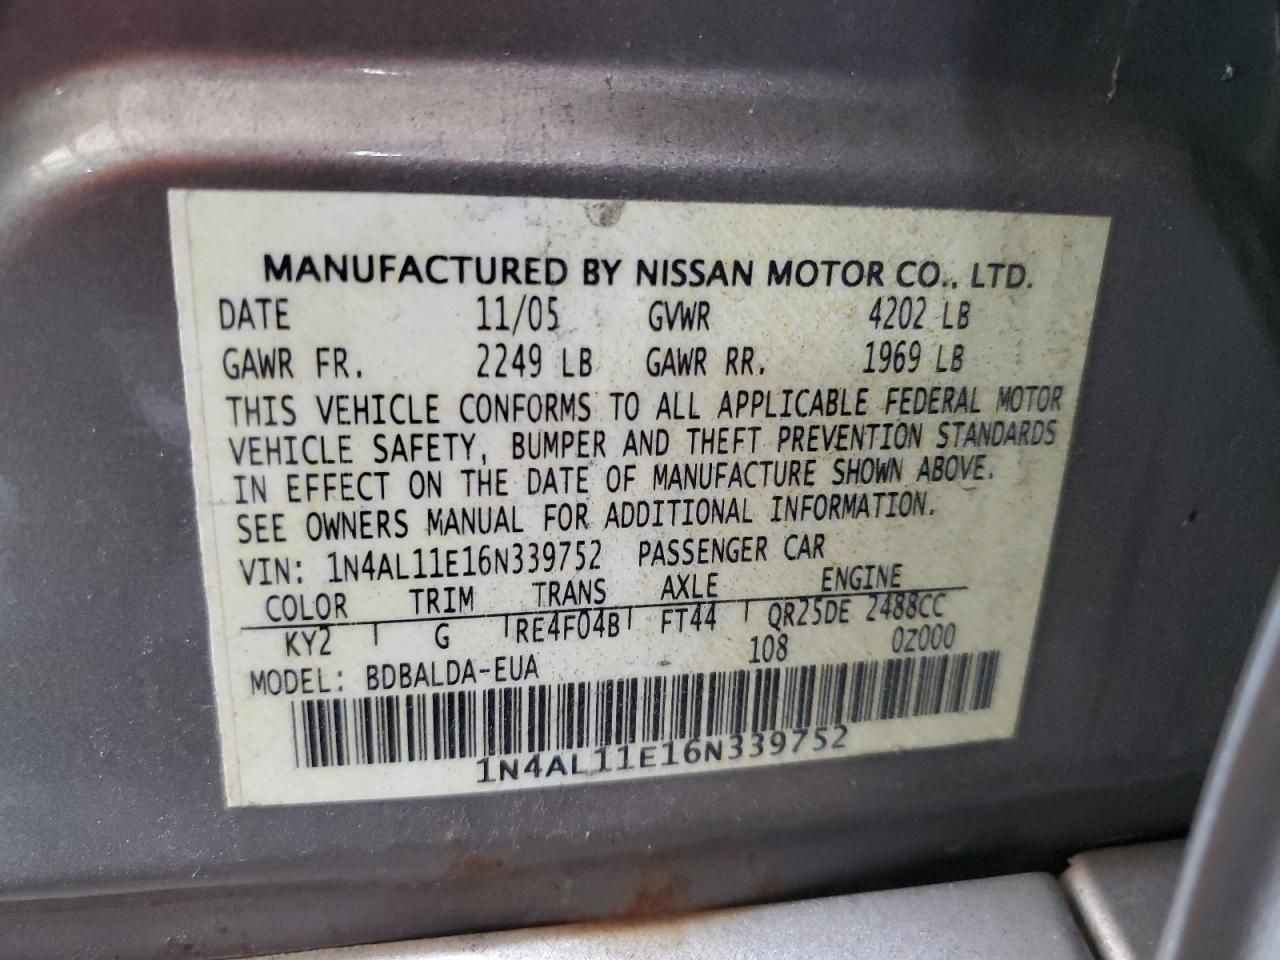 MANUFACTURED BY NISSAN MOTOR CO., LTD.
DATE 11/05 GVWR 4202 LB
GAWR FR. 2249 LB GAWR RR. 1969 LB
THIS VEHICLE CONFORMS TO ALL APPLICABLE FEDERAL MOTOR
VEHICLE SAFETY, BUMPER AND THEFT PREVENTION STANDARDS
IN EFFECT ON THE DATE OF MANUFACTURE SHOWN ABOVE.
SEE OWNERS MANUAL FOR ADDITIONAL INFORMATION.
VIN: 1N4AL11E16N339752 PASSENGER CAR
COLOR TRIM TRANS AXLE ENGINE
KY2 G RE4F04B FT44 QR25DE 2488CC
108 0Z000
MODEL: BDBALDA-EUA
1N4AL11E16N339752